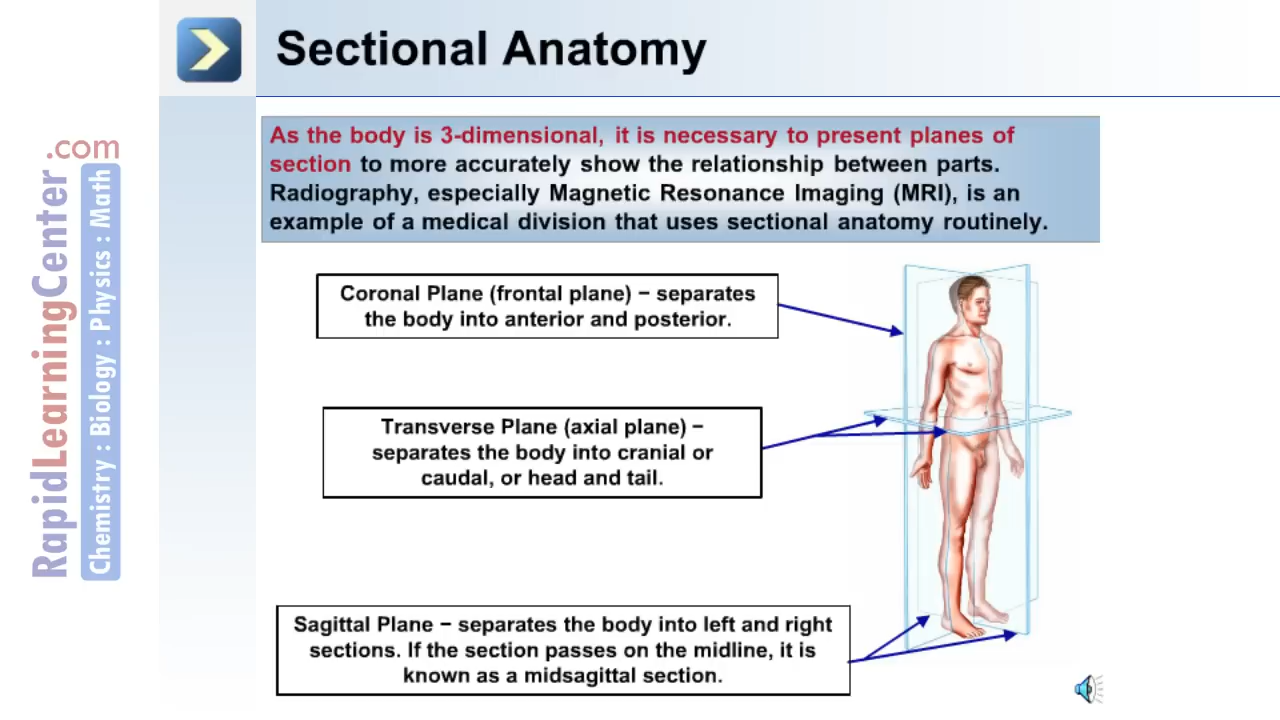 Sectional Anatomy
As the body is 3-dimensional, it is necessary to present planes of
section to more accurately show the relationship between parts.
Radiography, especially Magnetic Resonance Imaging (MRI), is an
example of a medical division that uses sectional anatomy routinely.
Coronal Plane (frontal plane) – separates
the body into anterior and posterior.
Transverse Plane (axial plane) –
separates the body into cranial or
caudal, or head and tail.
Sagittal Plane – separates the body into left and right
sections. If the section passes on the midline, it is
known as a midsagittal section.
RapidLearningCenter.com
Chemistry : Biology : Physics : Math